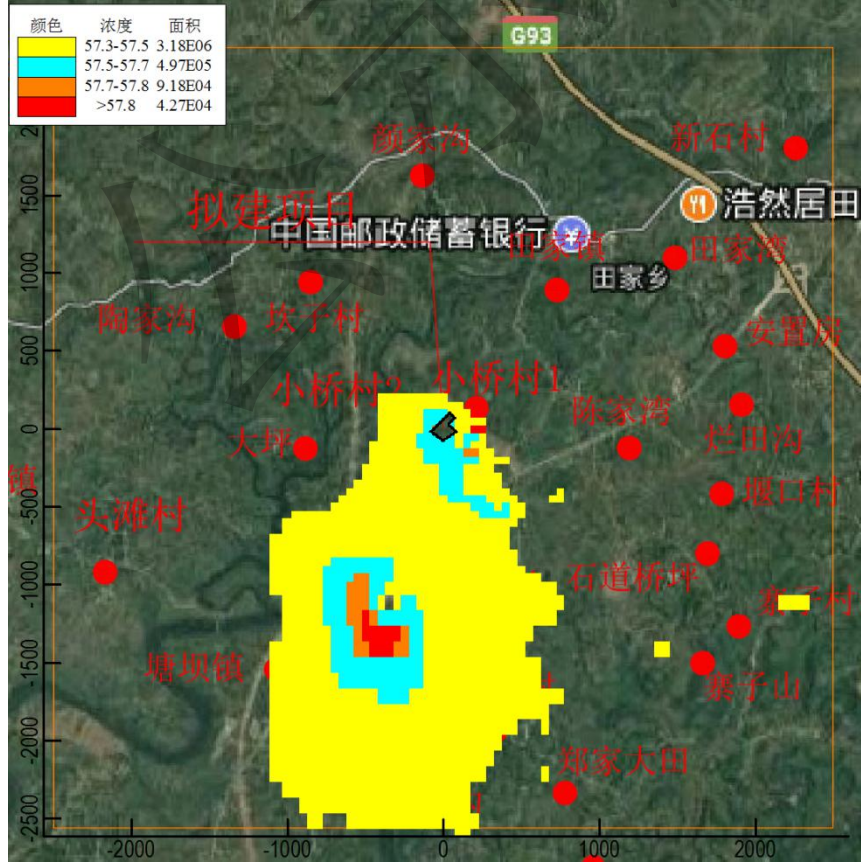 颜色 浓度 面积
57.3-57.5 3.18E06
57.5-57.7 4.97E05
57.7-57.8 9.18E04
>57.8 4.27E04
G93
颜家沟
新石村
拟建项目
中国邮政储蓄银行
浩然居田
田家镇
田家湾
田家乡
陶家沟
坎子村
安置房
小桥村2
小桥村1
大坪
陈家湾
烂田沟
镇
头滩村
堰口村
石道桥坪
寨子村
塘坝镇
寨子山
郑家大田
1500
1000
500
0
-500
-1000
-1500
-2000
-2500
-2000 -1000 0 1000 2000